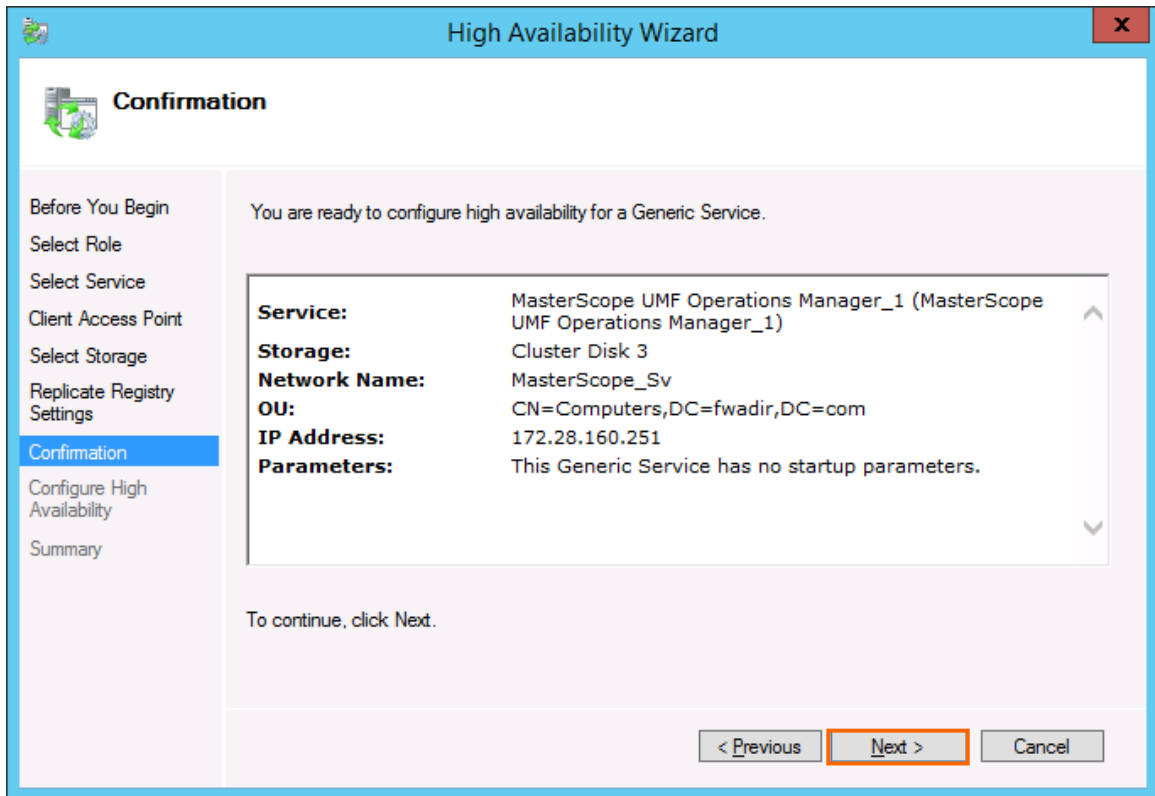 High Availability Wizard
X
Confirmation
Before You Begin
Select Role
Select Service
Client Access Point
Select Storage
Replicate Registry
Settings
Confirmation
Configure High
Availability
Summary
You are ready to configure high availability for a Generic Service.
Service: MasterScope UMF Operations Manager_1 (MasterScope
UMF Operations Manager_1)
Storage: Cluster Disk 3
Network Name: MasterScope_Sv
OU: CN=Computers,DC=fwadir,DC=com
IP Address: 172.28.160.251
Parameters: This Generic Service has no startup parameters.
To continue, click Next.
< Previous Next > Cancel